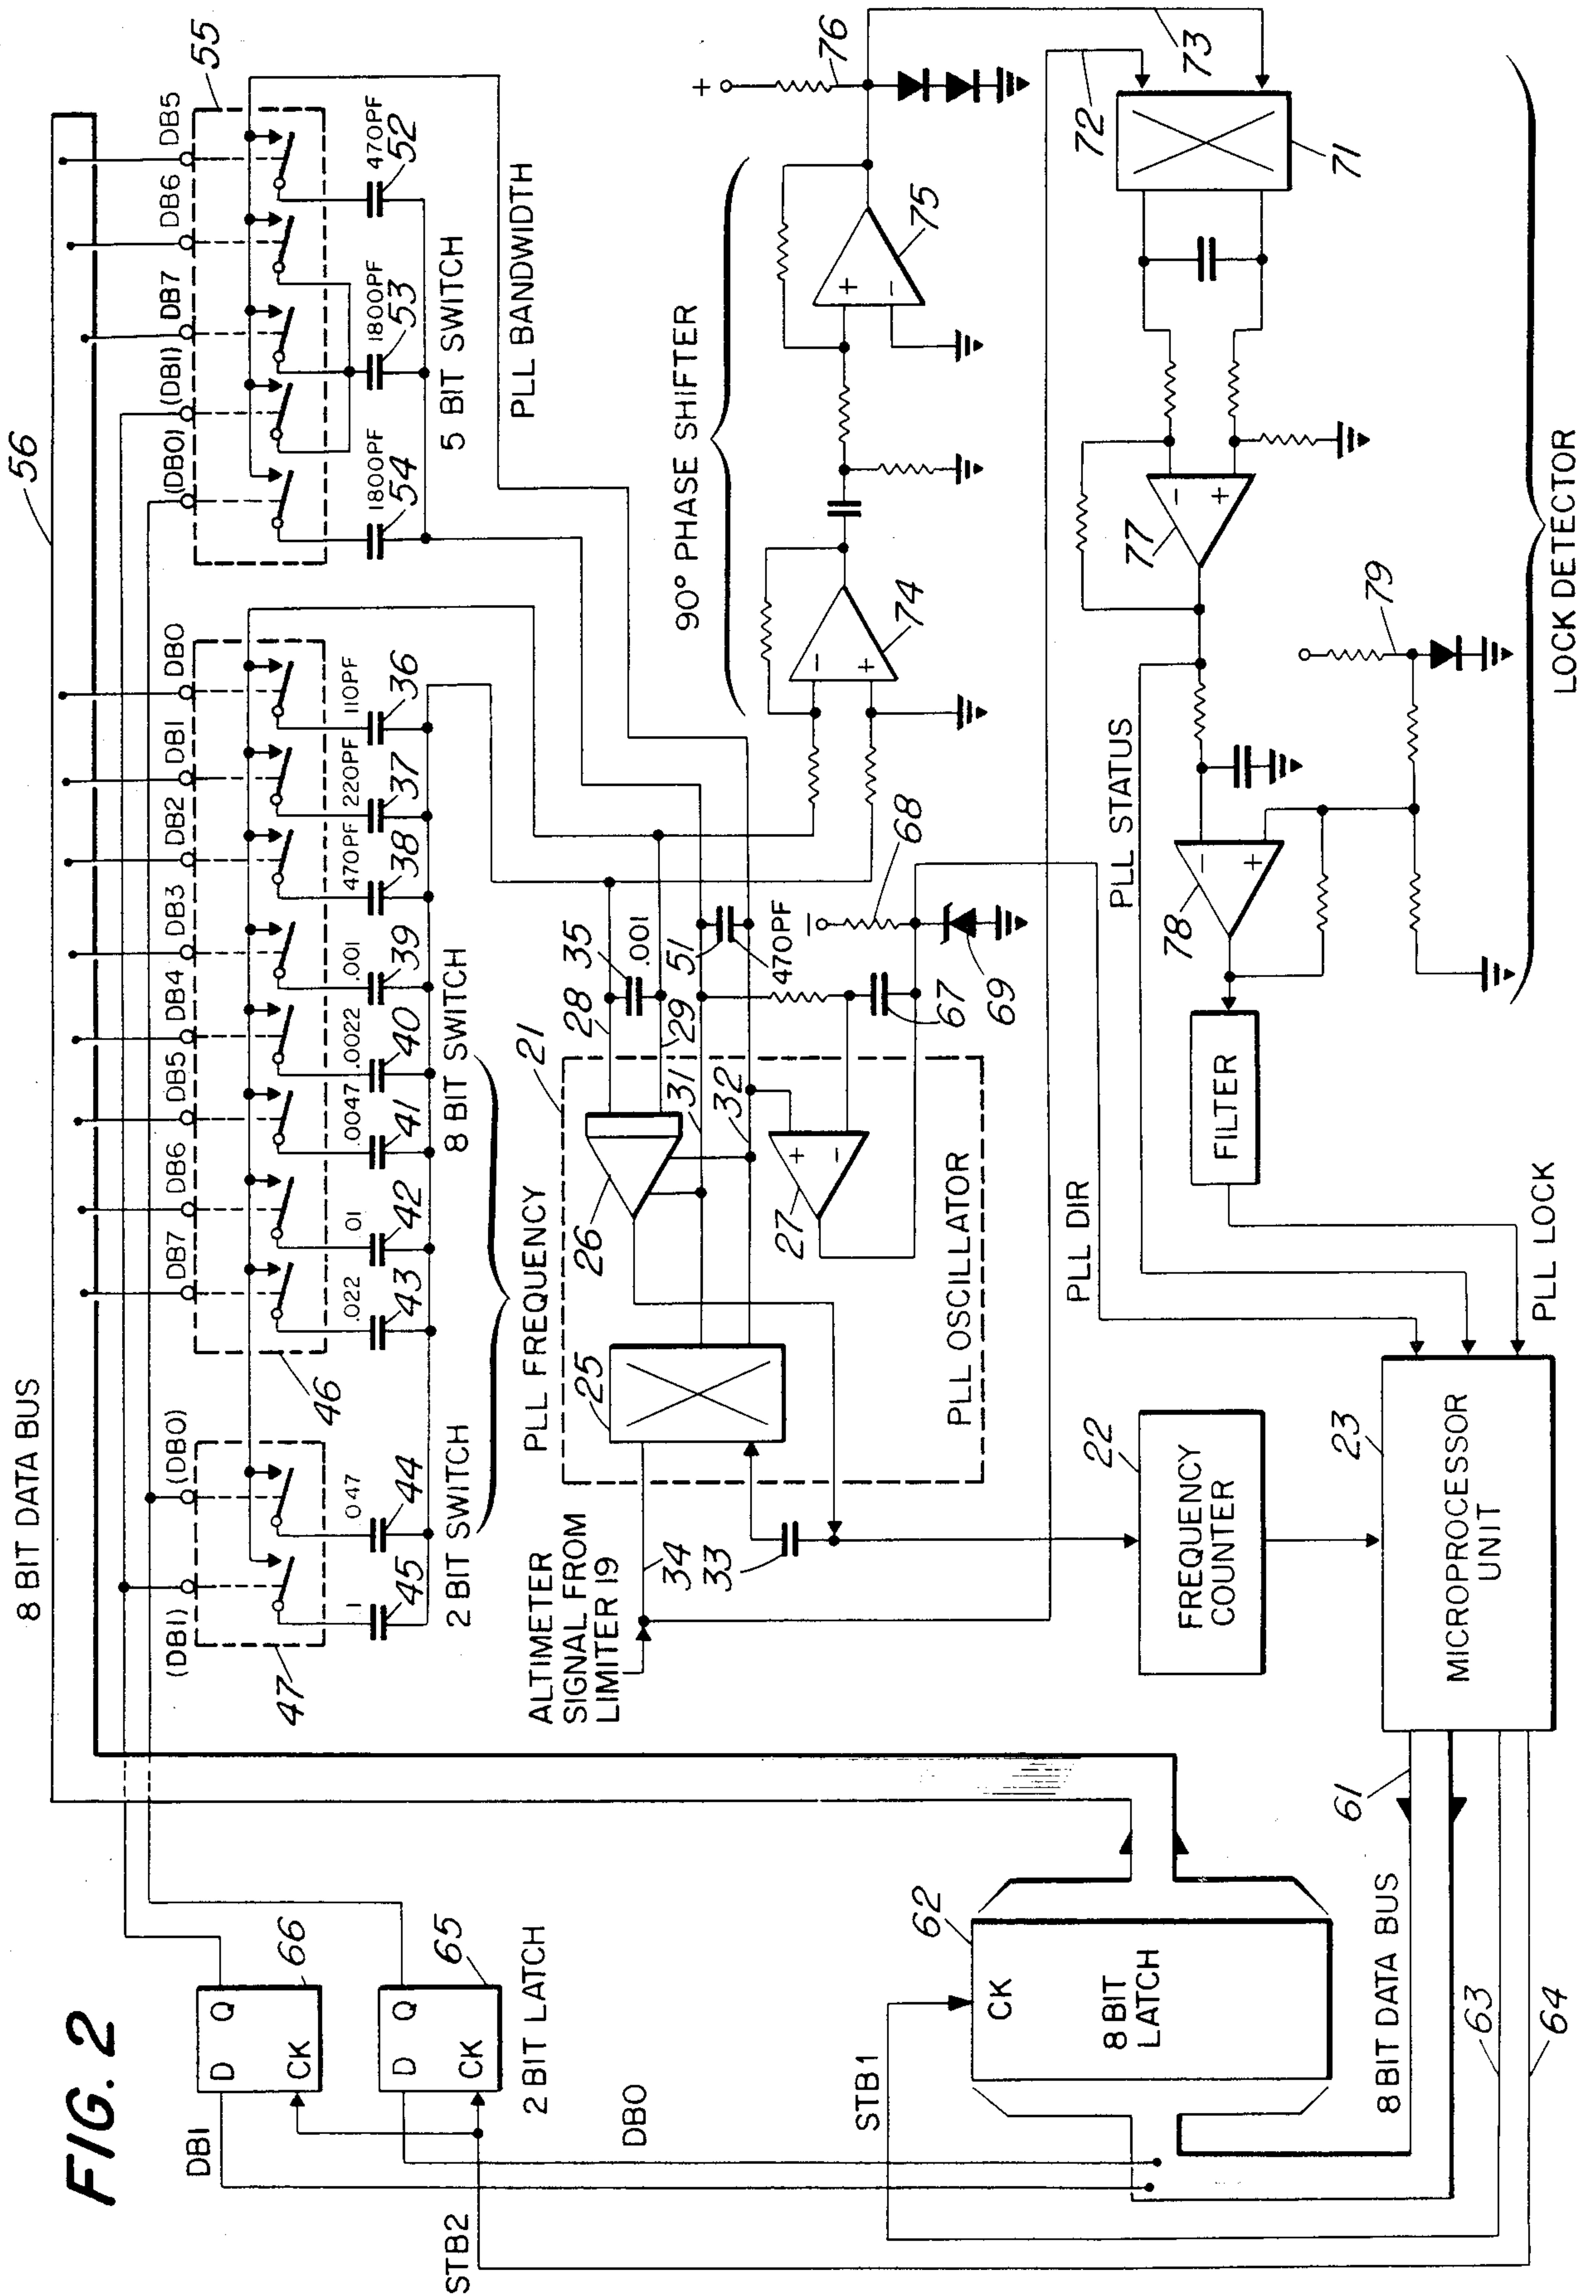 FIG. 2
8 BIT DATA BUS
56
(DB1)
(DB0)
DB7
DB6
DB5
DB4
DB3
DB2
DB1
DB0
(DB0)
(DB1)
DB7
DB6
DB5
47
46
55
.1
45
.047
44
.022
43
.01
42
.0047
41
.0022
40
.001
39
470PF
38
220PF
37
110PF
36
1800PF
54
1800PF
53
470PF
52
2 BIT SWITCH
8 BIT SWITCH
5 BIT SWITCH
PLL FREQUENCY
PLL BANDWIDTH
DB1
D
Q
CK
66
D
Q
CK
65
2 BIT LATCH
STB2
DB0
ALTIMETER
SIGNAL FROM
LIMITER 19
34
33
25
26
27
21
28
29
31
32
35
.001
51
470PF
67
68
69
PLL OSCILLATOR
90° PHASE SHIFTER
74
-
+
75
+
-
76
+
73
72
71
STB1
62
CK
8 BIT
LATCH
22
FREQUENCY
COUNTER
PLL DIR
PLL STATUS
77
-
+
78
-
+
79
FILTER
PLL LOCK
LOCK DETECTOR
8 BIT DATA BUS
61
63
64
23
MICROPROCESSOR
UNIT
+
-